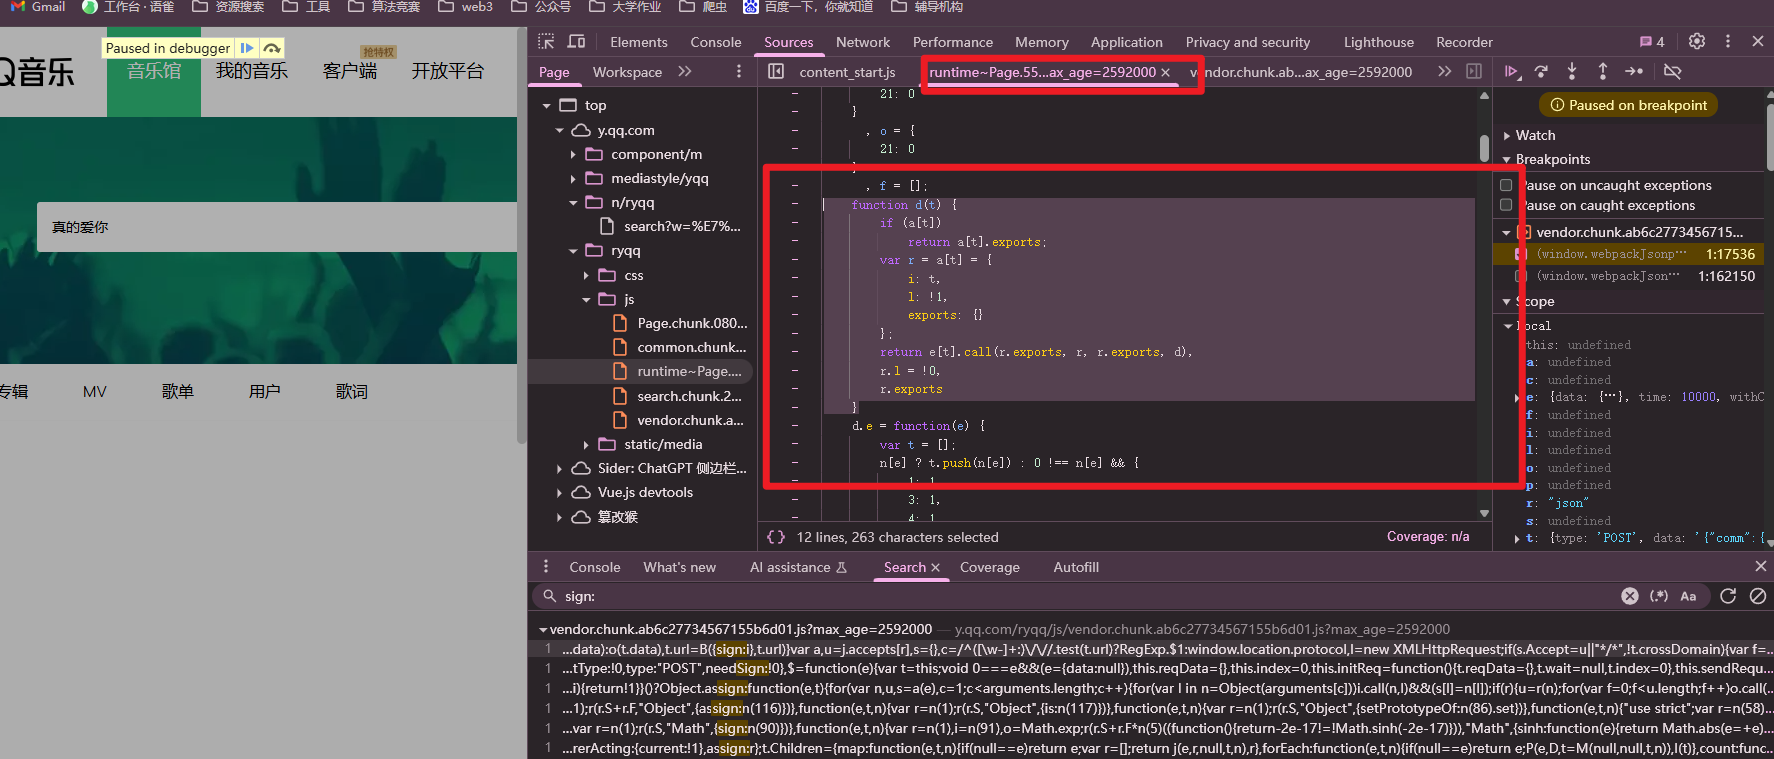 Gmail 工作台 · 语雀 资源搜索 工具 算法竞赛 web3 公众号 大学作业 爬虫 百度一下，你就知道 辅导机构
Paused in debugger
抢特权
Q音乐 音乐馆 我的音乐 客户端 开放平台
真的爱你
专辑 MV 歌单 用户 歌词
Elements Console Sources Network Performance Memory Application Privacy and security Lighthouse Recorder 4
Page Workspace
content_start.js runtime~Page.55...ax_age=2592000 vendor.chunk.ab...ax_age=2592000
top
y.qq.com
component/m
mediastyle/yqq
n/ryqq
search?w=%E7%...
ryqq
css
js
Page.chunk.080...
common.chunk...
runtime~Page....
search.chunk.2...
vendor.chunk.a...
static/media
Sider: ChatGPT 侧边栏...
Vue.js devtools
篡改猴
21: 0
}
, o = {
21: 0
}
, f = [];
function d(t) {
if (a[t])
return a[t].exports;
var r = a[t] = {
i: t,
l: !1,
exports: {}
};
return e[t].call(r.exports, r, r.exports, d),
r.l = !0,
r.exports
}
d.e = function(e) {
var t = [];
n[e] ? t.push(n[e]) : 0 !== n[e] && {
1: 1,
3: 1,
4: 1
{} 12 lines, 263 characters selected Coverage: n/a
Paused on breakpoint
Watch
Breakpoints
Pause on uncaught exceptions
Pause on caught exceptions
vendor.chunk.ab6c2773456715...
(window.webpackJsonp... 1:17536
(window.webpackJson... 1:162150
Scope
Local
this: undefined
a: undefined
c: undefined
e: {data: {…}, time: 10000, withC
f: undefined
i: undefined
l: undefined
o: undefined
p: undefined
r: "json"
s: undefined
t: {type: 'POST', data: '{"comm":{
Console What's new AI assistance Search Coverage Autofill
sign: (.*) Aa
vendor.chunk.ab6c27734567155b6d01.js?max_age=2592000 — y.qq.com/ryqq/js/vendor.chunk.ab6c27734567155b6d01.js?max_age=2592000
1 ...data):o(t.data),t.url=B({sign:i},t.url)}var a,u=j.accepts[r],s={},c=/^([\w-]+:)\/\//.test(t.url)?RegExp.$1:window.location.protocol,l=new XMLHttpRequest;if(s.Accept=u||"*/*",!t.crossDomain){var f=...
1 ...tType:!0,type:"POST",needSign:!0},$=function(e){var t=this;void 0===e&&(e={data:null}),this.reqData={},this.index=0,this.initReq=function(){t.reqData={},t.wait=null,t.index=0},this.sendRequ...
1 ...i){return!1}}()?Object.assign:function(e,t){for(var n,u,s=a(e),c=1;c<arguments.length;c++){for(var l in n=Object(arguments[c]))i.call(n,l)&&(s[l]=n[l]);if(r){u=r(n);for(var f=0;f<u.length;f++)o.call(...
1 ...1);r(r.S+r.F,"Object",{assign:n(116)})},function(e,t,n){var r=n(1);r(r.S,"Object",{is:n(117)})},function(e,t,n){var r=n(1);r(r.S,"Object",{setPrototypeOf:n(86).set})},function(e,t,n){"use strict";var r=n(58)...
1 ...var r=n(1);r(r.S,"Math",{sign:n(90)})},function(e,t,n){var r=n(1),i=n(91),o=Math.exp;r(r.S+r.F*n(5)((function(){return-2e-17!=!Math.sinh(-2e-17)})),"Math",{sinh:function(e){return Math.abs(e=+e)...
1 ...rerActing:{current:!1},assign:r};t.Children={map:function(e,t,n){if(null==e)return e;var r=[];return j(e,r,null,t,n),r},forEach:function(e,t,n){if(null==e)return e;P(e,D,t=M(null,null,t,n)),I(t)},count:func...